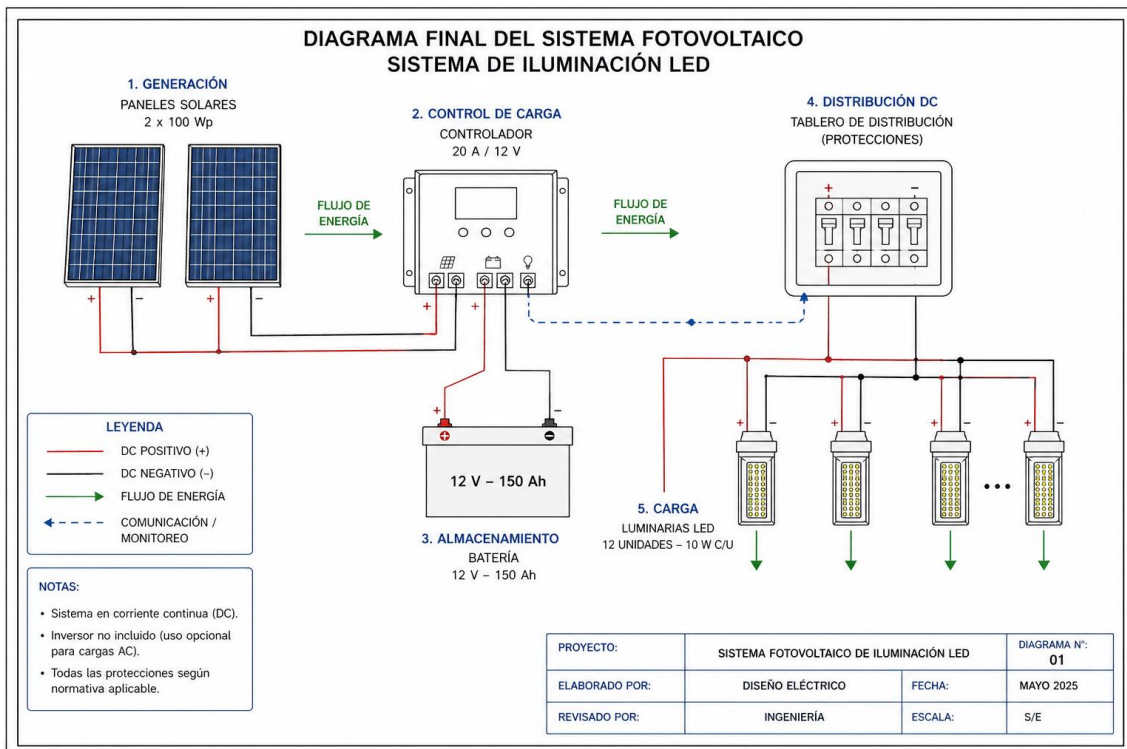 DIAGRAMA FINAL DEL SISTEMA FOTOVOLTAICO
SISTEMA DE ILUMINACIÓN LED
1. GENERACIÓN
PANELES SOLARES
2 x 100 Wp
2. CONTROL DE CARGA
CONTROLADOR
20 A / 12 V
4. DISTRIBUCIÓN DC
TABLERO DE DISTRIBUCIÓN
(PROTECCIONES)
FLUJO DE
ENERGÍA
FLUJO DE
ENERGÍA
+ −
+ − + −
+ +
+ −
+ −
12 V – 150 Ah
3. ALMACENAMIENTO
BATERÍA
12 V – 150 Ah
+ − + − + − + −
...
5. CARGA
LUMINARIAS LED
12 UNIDADES – 10 W C/U
LEYENDA
DC POSITIVO (+)
DC NEGATIVO (–)
FLUJO DE ENERGÍA
COMUNICACIÓN /
MONITOREO
NOTAS:
• Sistema en corriente continua (DC).
• Inversor no incluido (uso opcional
para cargas AC).
• Todas las protecciones según
normativa aplicable.
PROYECTO: SISTEMA FOTOVOLTAICO DE ILUMINACIÓN LED DIAGRAMA N°:
01
ELABORADO POR: DISEÑO ELÉCTRICO FECHA: MAYO 2025
REVISADO POR: INGENIERÍA ESCALA: S/E